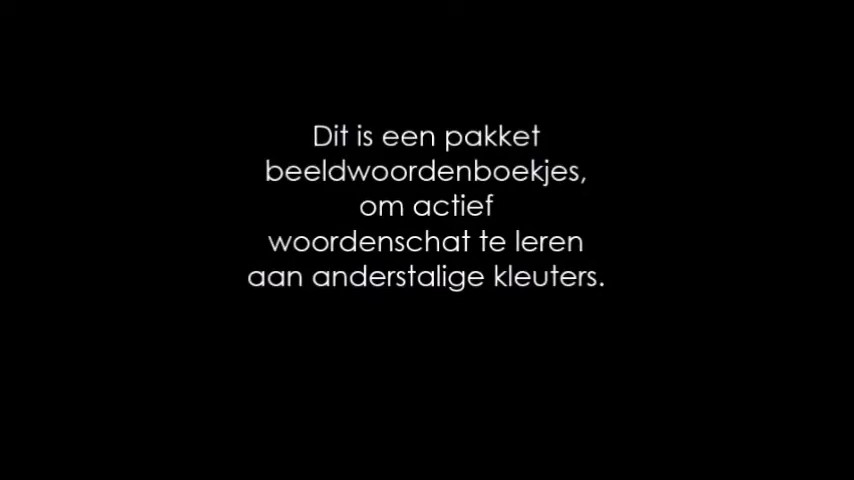 Dit is een pakket
beeldwoordenboekjes,
om actief
woordenschat te leren
aan anderstalige kleuters.